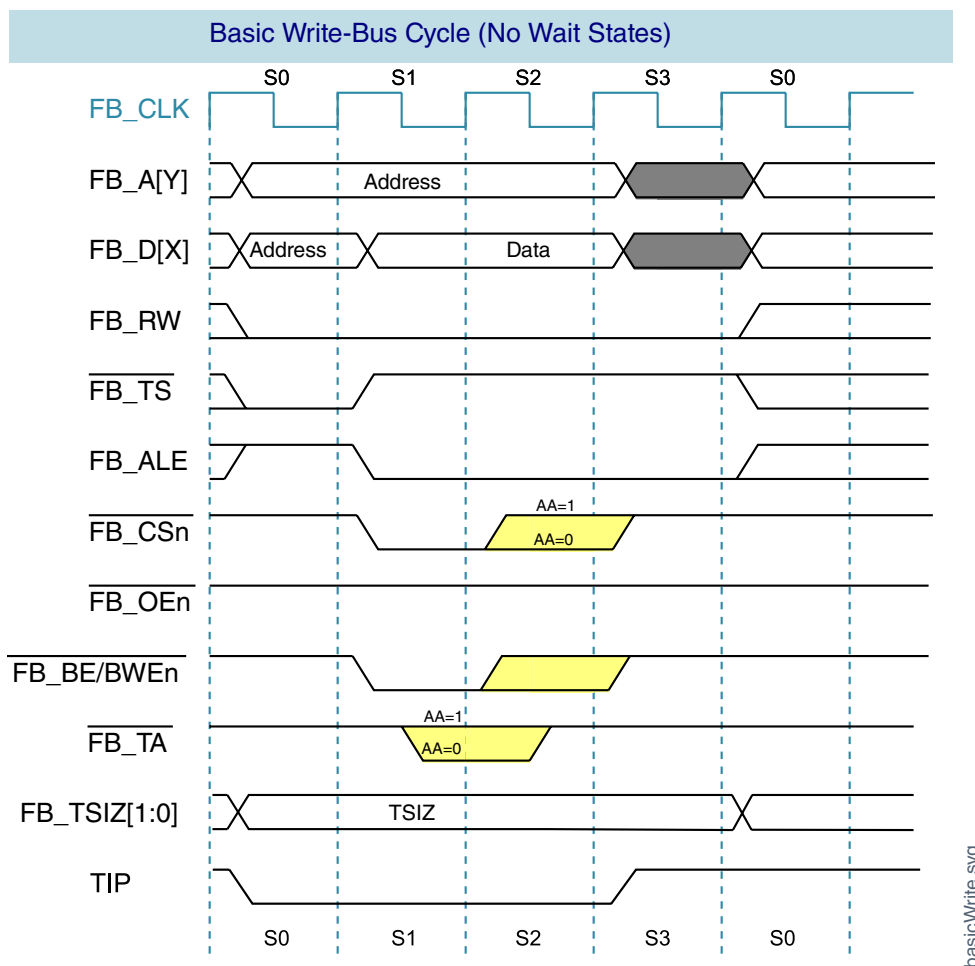 Basic Write-Bus Cycle (No Wait States)
S0 S1 S2 S3 S0
FB_CLK
FB_A[Y] Address
FB_D[X] Address Data
FB_RW
FB_TS
FB_ALE
FB_CSn AA=1
AA=0
FB_OEn
FB_BE/BWEn
FB_TA AA=1
AA=0
FB_TSIZ[1:0] TSIZ
TIP
S0 S1 S2 S3 S0
basicWrite.svg